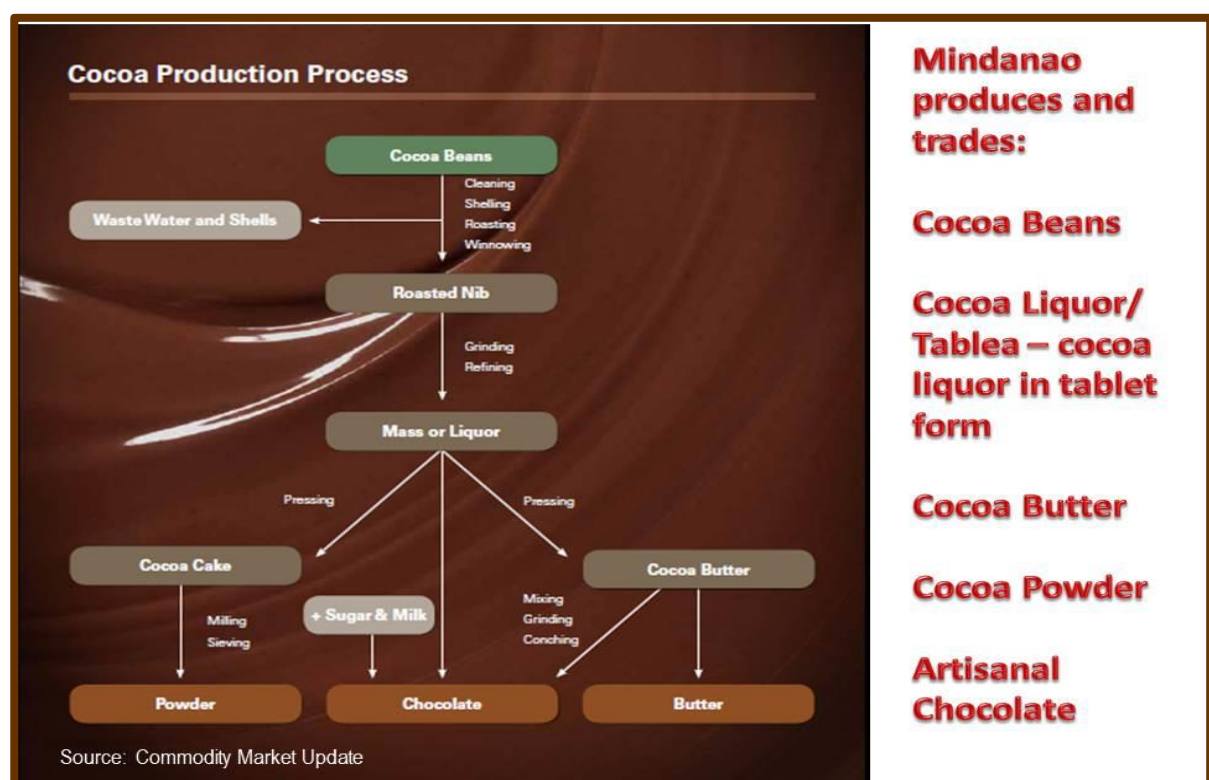 Cocoa Production Process
Cocoa Beans
Cleaning
Shelling
Roasting
Winnowing
Waste Water and Shells
Roasted Nib
Grinding
Refining
Mass or Liquor
Pressing
Pressing
Cocoa Cake
Cocoa Butter
Milling
Sieving
+ Sugar & Milk
Mixing
Grinding
Conching
Powder
Chocolate
Butter
Source: Commodity Market Update
Mindanao
produces and
trades:
Cocoa Beans
Cocoa Liquor/
Tablea – cocoa
liquor in tablet
form
Cocoa Butter
Cocoa Powder
Artisanal
Chocolate